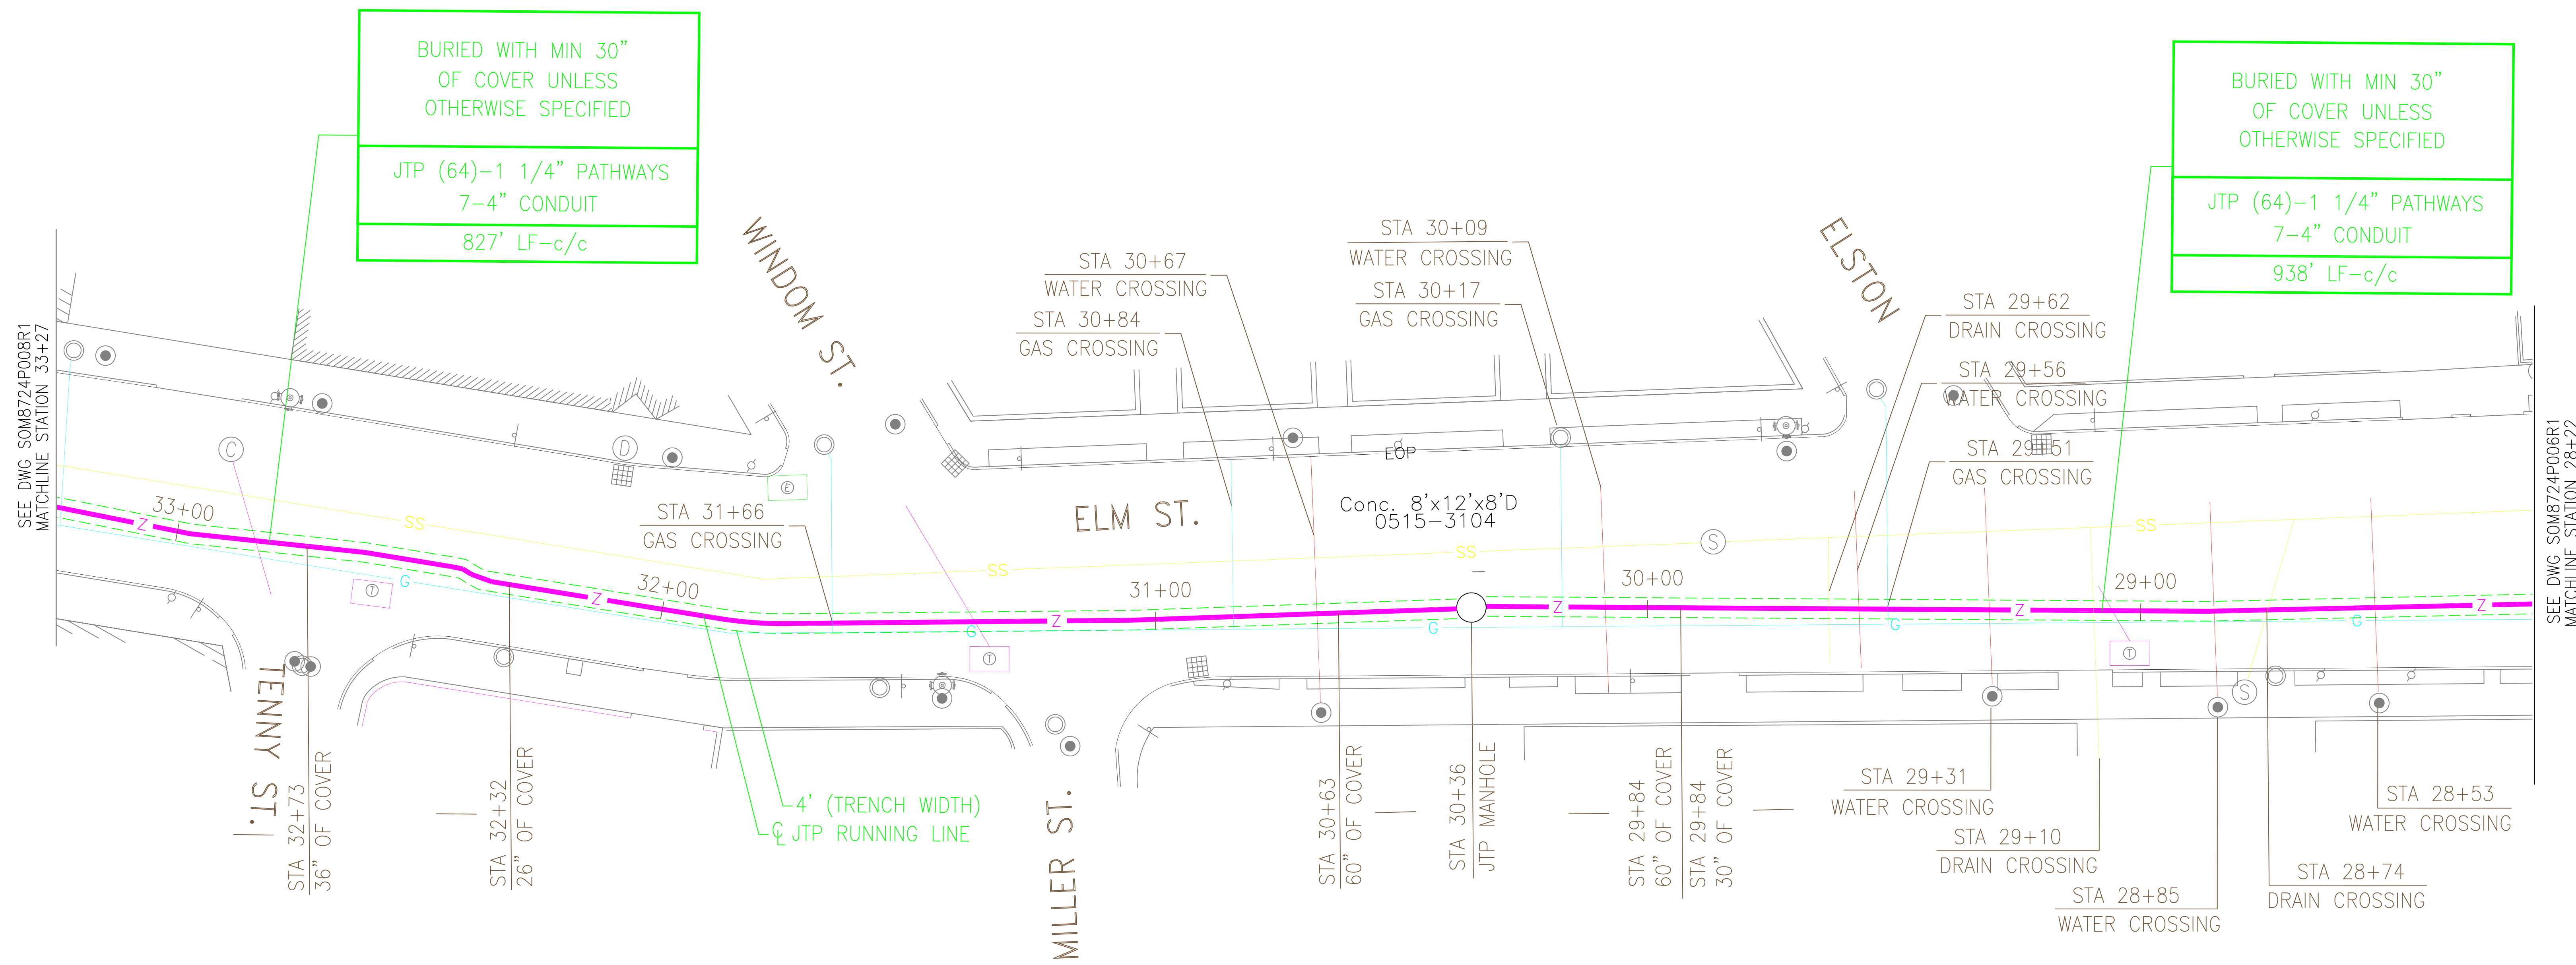 BURIED WITH MIN 30"
OF COVER UNLESS
OTHERWISE SPECIFIED
JTP (64)-1 1/4" PATHWAYS
7-4" CONDUIT
827' LF-c/c
BURIED WITH MIN 30"
OF COVER UNLESS
OTHERWISE SPECIFIED
JTP (64)-1 1/4" PATHWAYS
7-4" CONDUIT
938' LF-c/c
SEE DWG SOM8724P008R1
MATCHLINE STATION 33+27
WINDOM ST.
STA 30+67
WATER CROSSING
STA 30+84
GAS CROSSING
STA 30+09
WATER CROSSING
STA 30+17
GAS CROSSING
ELSTON
STA 29+62
DRAIN CROSSING
STA 29+56
WATER CROSSING
STA 29+51
GAS CROSSING
SEE DWG SOM8724P006R1
MATCHLINE STATION 28+22
C
D
E
EOP
Conc. 8'x12'x8'D
0515-3104
ELM ST.
STA 31+66
GAS CROSSING
S
SS
SS
SS
SS
33+00
32+00
31+00
30+00
29+00
Z
Z
Z
Z
Z
Z
G
G
G
G
G
T
T
T
S
TENNY ST.
STA 32+73
36" OF COVER
STA 32+32
26" OF COVER
4' (TRENCH WIDTH)
℄ JTP RUNNING LINE
MILLER ST.
STA 30+63
60" OF COVER
STA 30+36
JTP MANHOLE
STA 29+84
60" OF COVER
STA 29+84
30" OF COVER
STA 29+31
WATER CROSSING
STA 29+10
DRAIN CROSSING
STA 28+85
WATER CROSSING
STA 28+74
DRAIN CROSSING
STA 28+53
WATER CROSSING